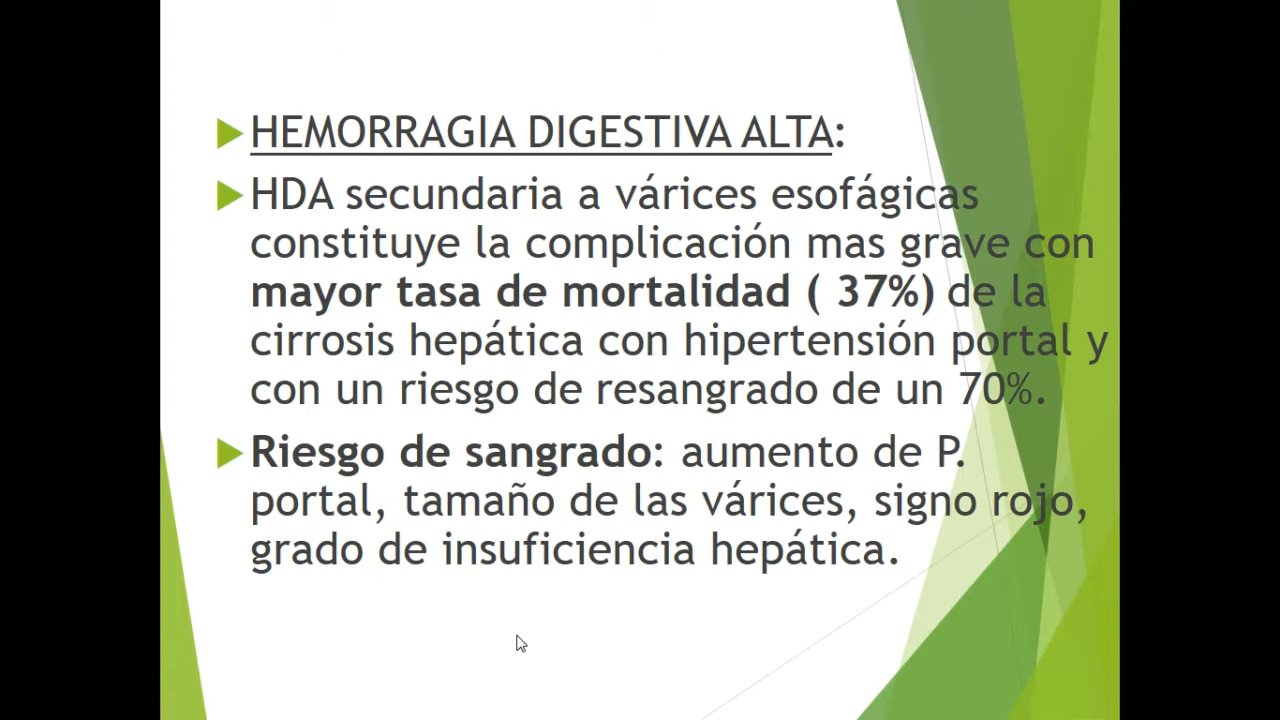 HEMORRAGIA DIGESTIVA ALTA:
HDA secundaria a várices esofágicas
constituye la complicación mas grave con
mayor tasa de mortalidad ( 37%) de la
cirrosis hepática con hipertensión portal y
con un riesgo de resangrado de un 70%.
Riesgo de sangrado: aumento de P.
portal, tamaño de las várices, signo rojo,
grado de insuficiencia hepática.